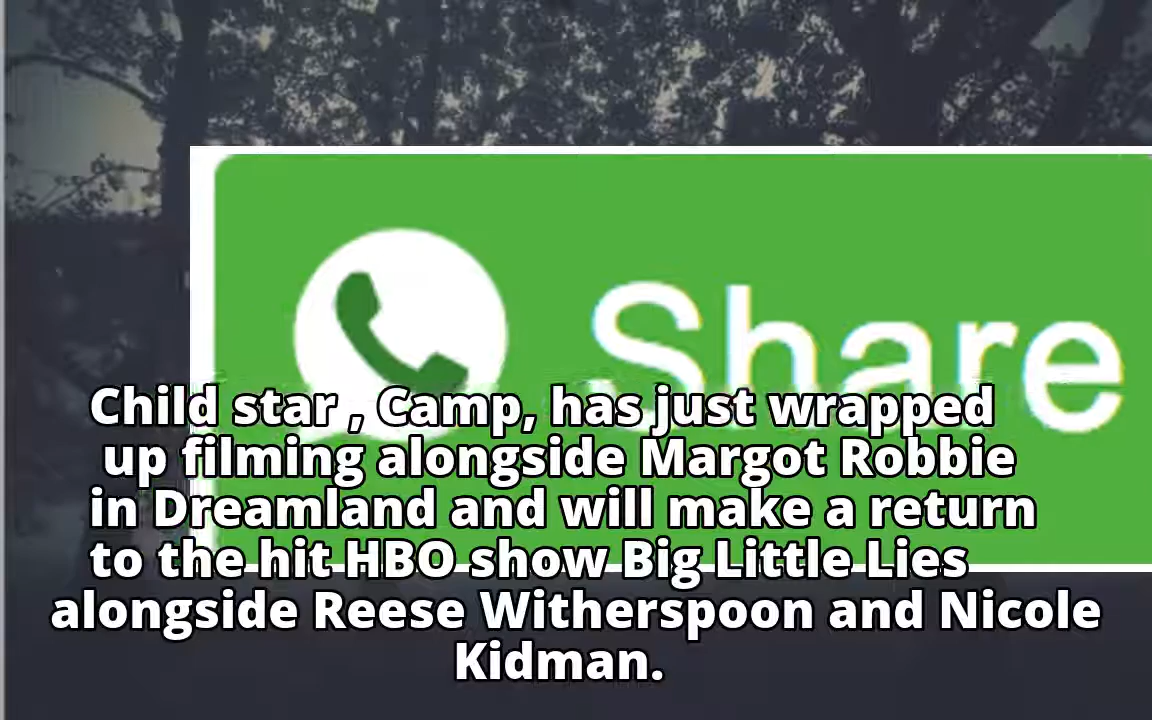 Share
Child star , Camp, has just wrapped
up filming alongside Margot Robbie
in Dreamland and will make a return
to the hit HBO show Big Little Lies
alongside Reese Witherspoon and Nicole
Kidman.